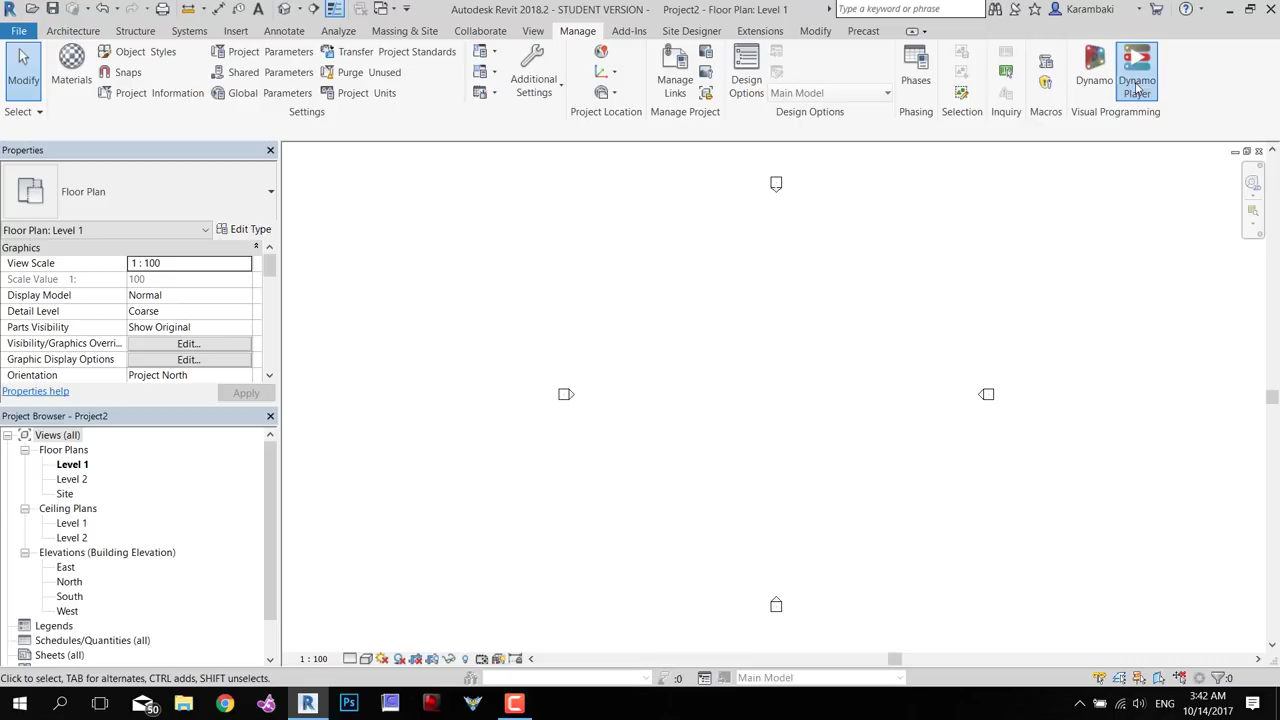 Autodesk Revit 2018.2 - STUDENT VERSION - Project2 - Floor Plan: Level 1
Type a keyword or phrase
Karambaki
File Architecture Structure Systems Insert Annotate Analyze Massing & Site Collaborate View Manage Add-Ins Site Designer Extensions Modify Precast
Modify
Select
Materials
Object Styles
Snaps
Project Information
Project Parameters
Shared Parameters
Global Parameters
Transfer Project Standards
Purge Unused
Project Units
Settings
Additional
Settings
Project Location
Manage
Links
Manage Project
Design
Options
Main Model
Design Options
Phases
Phasing
Selection
Inquiry
Macros
Dynamo
Dynamo
Player
Visual Programming
Properties
Floor Plan
Floor Plan: Level 1
Edit Type
Graphics
View Scale 1 : 100
Scale Value 1: 100
Display Model Normal
Detail Level Coarse
Parts Visibility Show Original
Visibility/Graphics Overri... Edit...
Graphic Display Options Edit...
Orientation Project North
Properties help
Apply
Project Browser - Project2
Views (all)
Floor Plans
Level 1
Level 2
Site
Ceiling Plans
Level 1
Level 2
Elevations (Building Elevation)
East
North
South
West
Legends
Schedules/Quantities (all)
Sheets (all)
1 : 100
Click to select, TAB for alternates, CTRL adds, SHIFT unselects.
:0
Main Model
:0
50
ENG
3:42 AM
10/14/2017